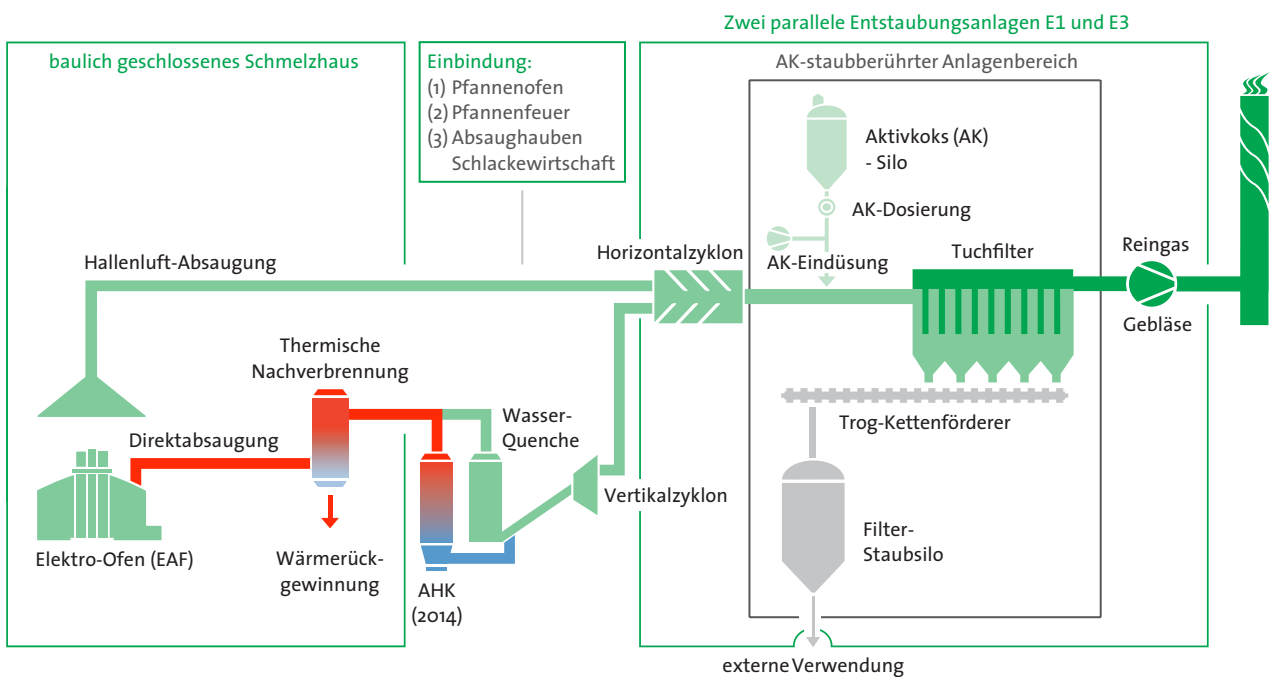 Zwei parallele Entstaubungsanlagen E1 und E3
baulich geschlossenes Schmelzhaus
Einbindung:
(1) Pfannenofen
(2) Pfannenfeuer
(3) Absaughauben
Schlackewirtschaft
AK-staubberührter Anlagenbereich
Aktivkoks (AK)
- Silo
AK-Dosierung
AK-Eindüsung
Hallenluft-Absaugung
Horizontalzyklon
Tuchfilter
Reingas
Gebläse
Thermische
Nachverbrennung
Direktabsaugung
Wasser-
Quenche
Trog-Kettenförderer
Vertikalzyklon
Elektro-Ofen (EAF)
Wärmerück-
gewinnung
AHK
(2014)
Filter-
Staubsilo
externe Verwendung